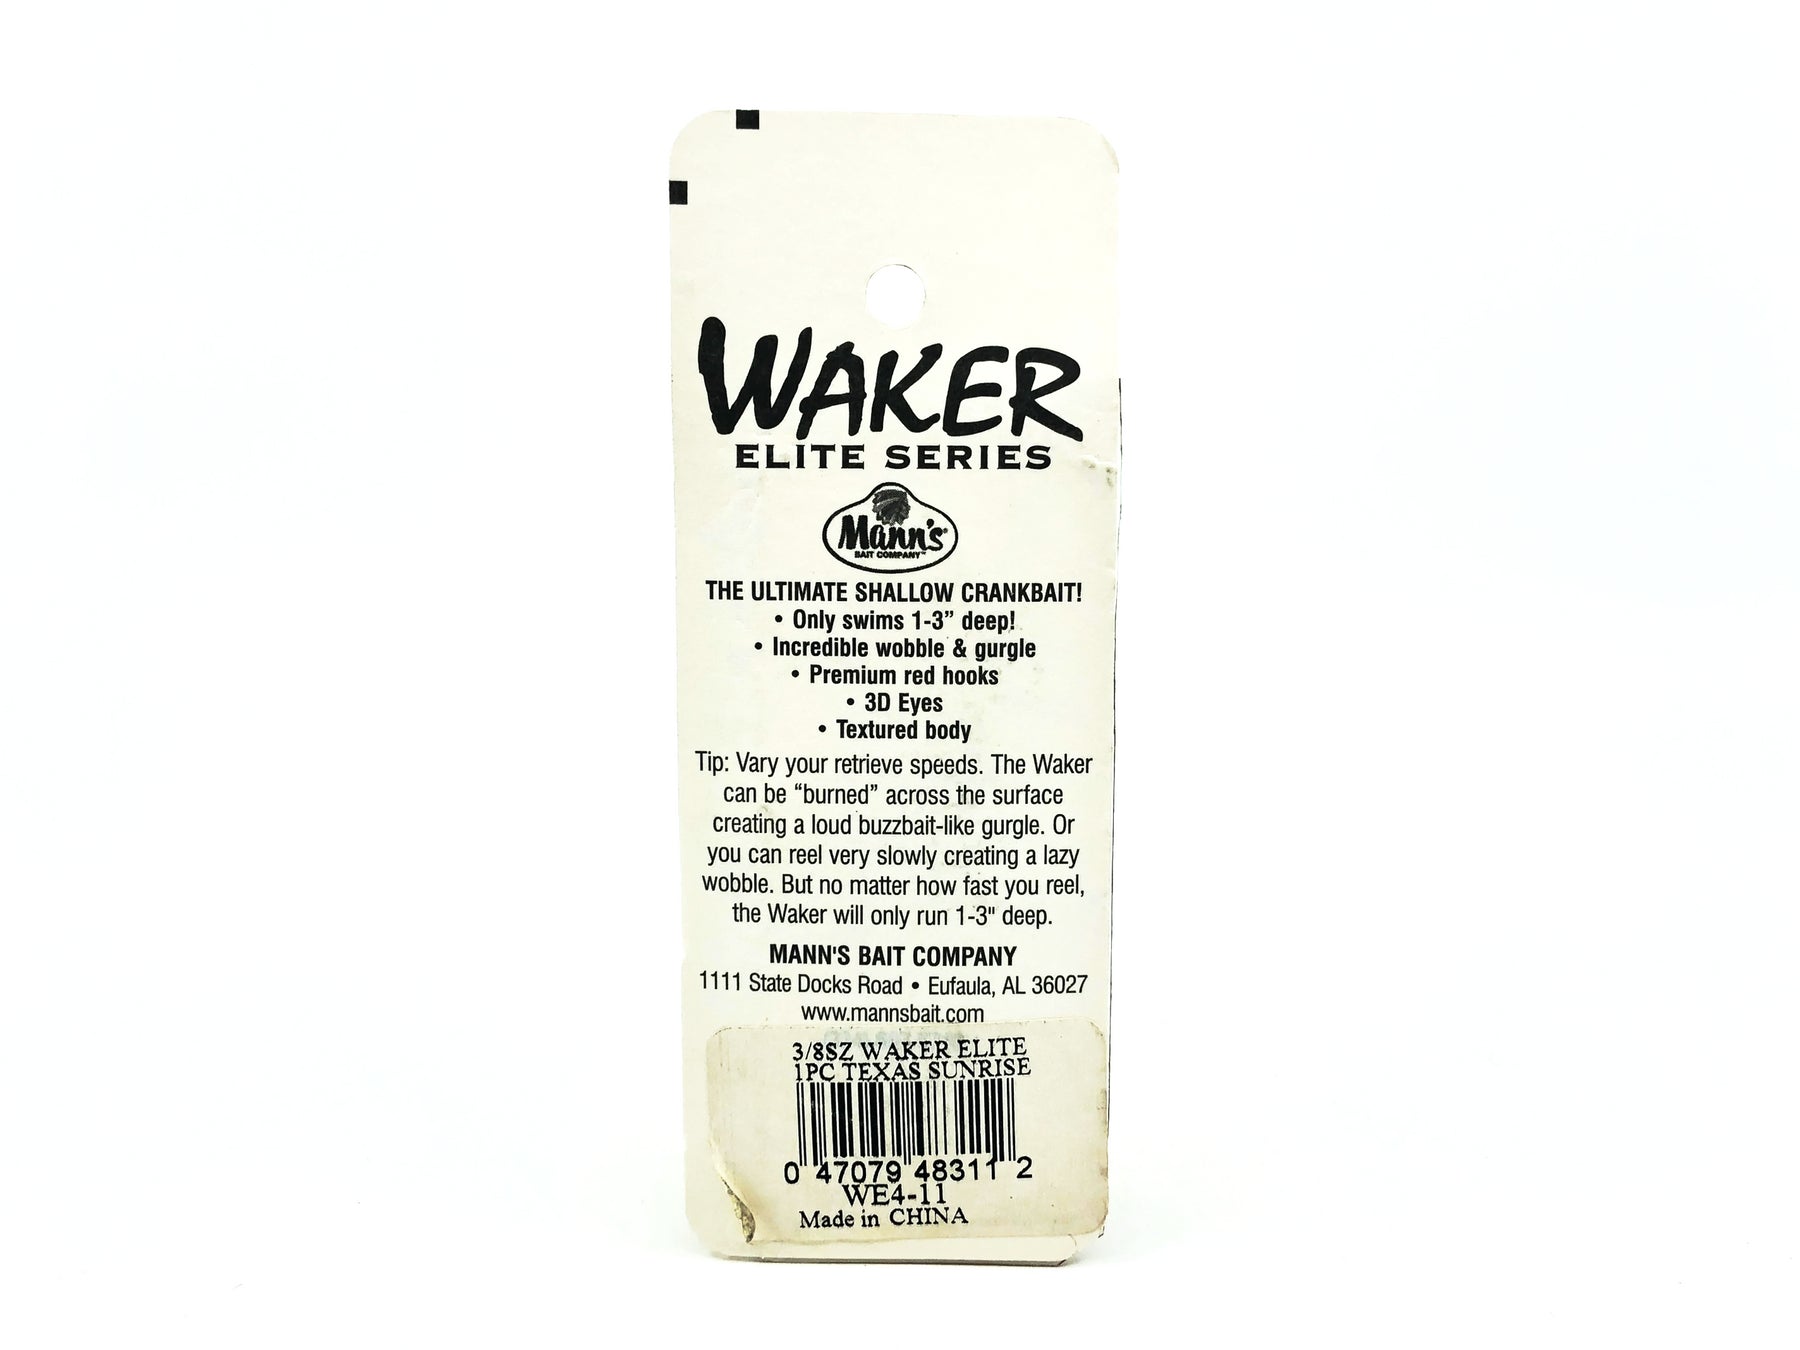 WAKER
ELITE SERIES
Mann's
BAIT COMPANY™
THE ULTIMATE SHALLOW CRANKBAIT!
• Only swims 1-3” deep!
• Incredible wobble & gurgle
• Premium red hooks
• 3D Eyes
• Textured body
Tip: Vary your retrieve speeds. The Waker
can be “burned” across the surface
creating a loud buzzbait-like gurgle. Or
you can reel very slowly creating a lazy
wobble. But no matter how fast you reel,
the Waker will only run 1-3" deep.
MANN'S BAIT COMPANY
1111 State Docks Road • Eufaula, AL 36027
www.mannsbait.com
3/8SZ WAKER ELITE
1PC TEXAS SUNRISE
0 47079 48311 2
WE4-11
Made in CHINA